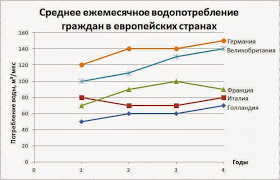 Среднее ежемесячное водопотребление
граждан в европейских странах
Потребление воды, м³/мес
160
140
120
100
80
60
40
20
0
0
1
2
3
4
Годы
Германия
Великобритания
Франция
Италия
Голландия